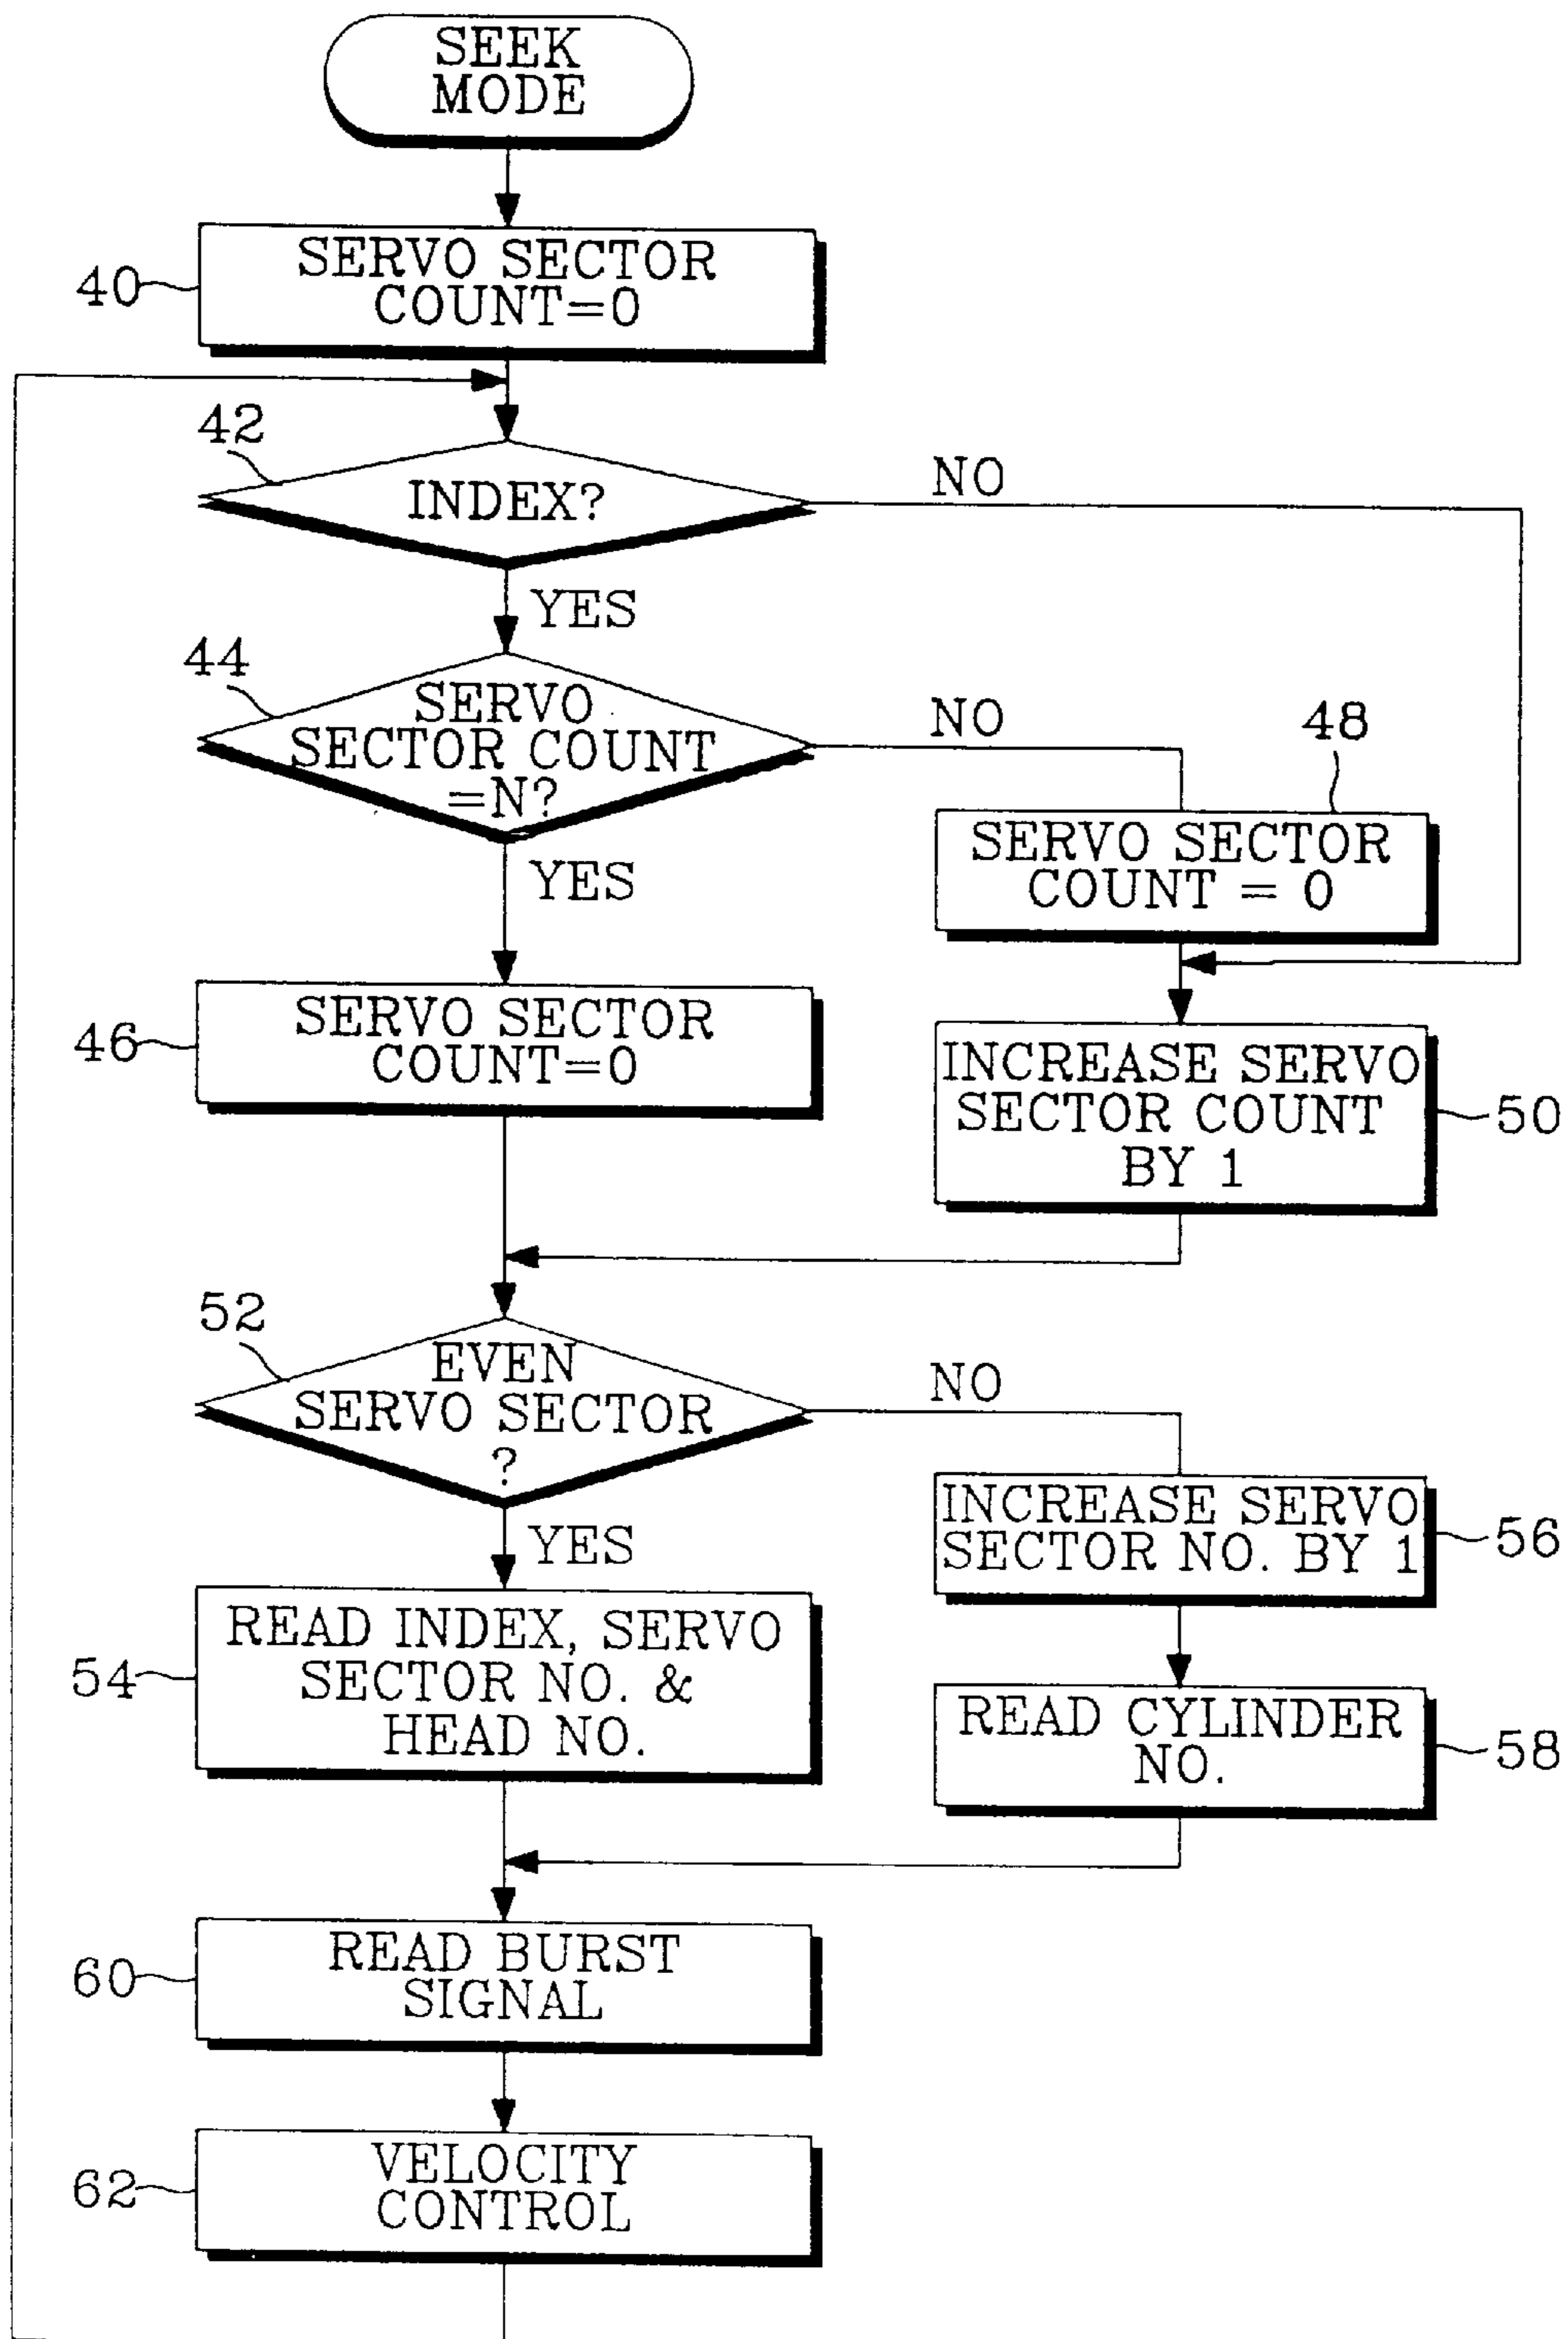 SEEK
MODE
40
SERVO SECTOR
COUNT=0
42
INDEX?
NO
YES
44
SERVO
SECTOR COUNT
=N?
NO
48
YES
SERVO SECTOR
COUNT = 0
46
SERVO SECTOR
COUNT=0
INCREASE SERVO
SECTOR COUNT
BY 1
50
52
EVEN
SERVO SECTOR
?
NO
YES
INCREASE SERVO
SECTOR NO. BY 1
56
54
READ INDEX, SERVO
SECTOR NO. &
HEAD NO.
READ CYLINDER
NO.
58
60
READ BURST
SIGNAL
62
VELOCITY
CONTROL